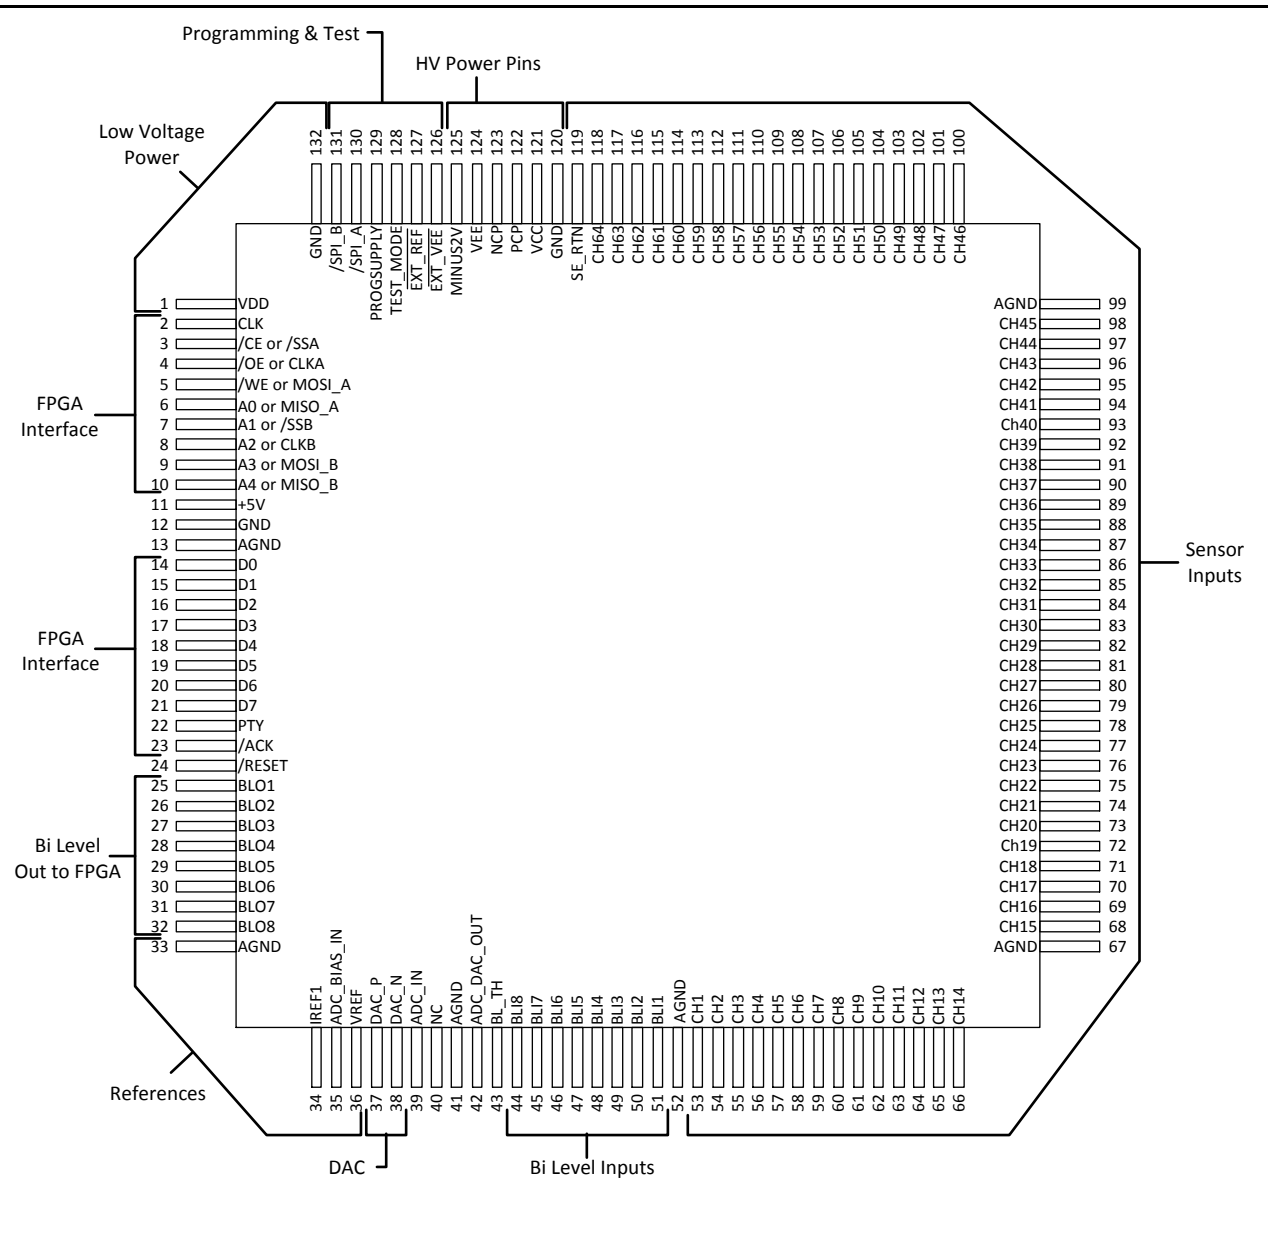 Programming & Test
HV Power Pins
Low Voltage
Power
132
131
130
129
128
127
126
125
124
123
122
121
120
119
118
117
116
115
114
113
112
111
110
109
108
107
106
105
104
103
102
101
100
GND
/SPI_B
/SPI_A
PROGSUPPLY
TEST_MODE
EXT_REF
EXT_VEE
MINUS2V
VEE
NCP
PCP
VCC
GND
SE_RTN
CH64
CH63
CH62
CH61
CH60
CH59
CH58
CH57
CH56
CH55
CH54
CH53
CH52
CH51
CH50
CH49
CH48
CH47
CH46
1 VDD
2 CLK
3 /CE or /SSA
4 /OE or CLKA
5 /WE or MOSI_A
6 A0 or MISO_A
7 A1 or /SSB
8 A2 or CLKB
9 A3 or MOSI_B
10 A4 or MISO_B
11 +5V
12 GND
13 AGND
14 D0
15 D1
16 D2
17 D3
18 D4
19 D5
20 D6
21 D7
22 PTY
23 /ACK
24 /RESET
25 BLO1
26 BLO2
27 BLO3
28 BLO4
29 BLO5
30 BLO6
31 BLO7
32 BLO8
33 AGND
FPGA
Interface
FPGA
Interface
Bi Level
Out to FPGA
AGND 99
CH45 98
CH44 97
CH43 96
CH42 95
CH41 94
Ch40 93
CH39 92
CH38 91
CH37 90
CH36 89
CH35 88
CH34 87
CH33 86
CH32 85
CH31 84
CH30 83
CH29 82
CH28 81
CH27 80
CH26 79
CH25 78
CH24 77
CH23 76
CH22 75
CH21 74
CH20 73
Ch19 72
CH18 71
CH17 70
CH16 69
CH15 68
AGND 67
Sensor
Inputs
IREF1
ADC_BIAS_IN
VREF
DAC_P
DAC_N
ADC_IN
NC
AGND
ADC_DAC_OUT
BL_TH
BLI8
BLI7
BLI6
BLI5
BLI4
BLI3
BLI2
BLI1
AGND
CH1
CH2
CH3
CH4
CH5
CH6
CH7
CH8
CH9
CH10
CH11
CH12
CH13
CH14
34
35
36
37
38
39
40
41
42
43
44
45
46
47
48
49
50
51
52
53
54
55
56
57
58
59
60
61
62
63
64
65
66
References
DAC
Bi Level Inputs